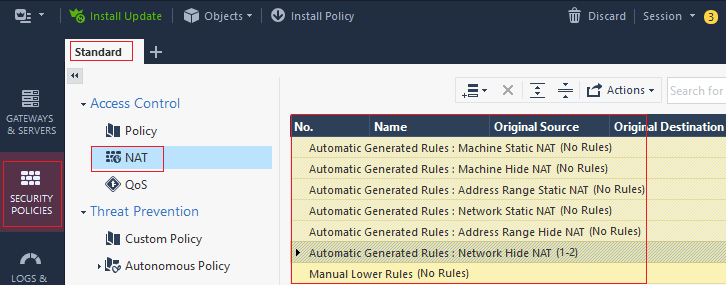 Install Update Objects Install Policy Discard Session 3
Standard
Access Control
Policy
NAT
QoS
Threat Prevention
Custom Policy
Autonomous Policy
GATEWAYS
& SERVERS
SECURITY
POLICIES
LOGS &
Actions Search for
No. Name Original Source Original Destination
Automatic Generated Rules : Machine Static NAT (No Rules)
Automatic Generated Rules : Machine Hide NAT (No Rules)
Automatic Generated Rules : Address Range Static NAT (No Rules)
Automatic Generated Rules : Network Static NAT (No Rules)
Automatic Generated Rules : Address Range Hide NAT (No Rules)
Automatic Generated Rules : Network Hide NAT (1-2)
Manual Lower Rules (No Rules)